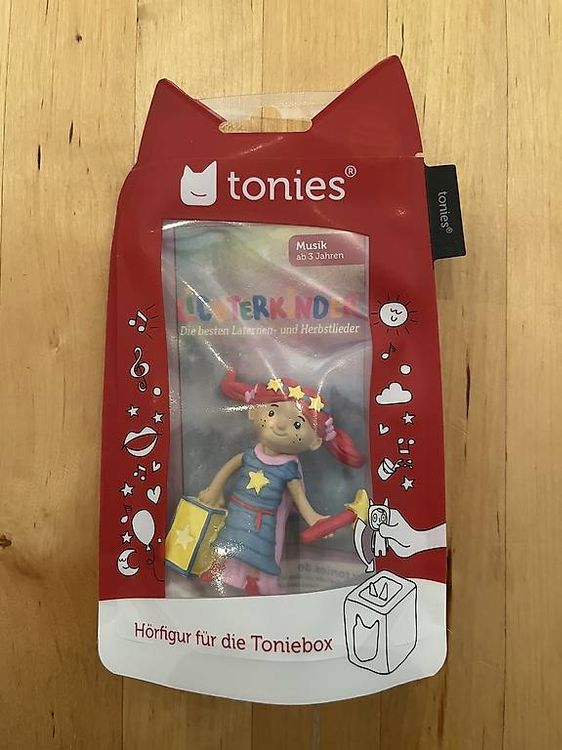 tonies®
tonies®
Musik
ab 3 Jahren
Die besten Laternen- und Herbstlieder
Hörfigur für die Toniebox